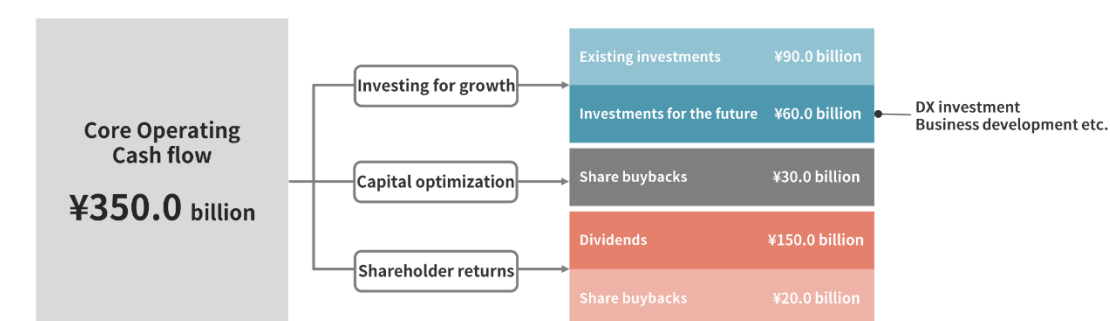 Core Operating
Cash flow
¥350.0 billion
Investing for growth
Capital optimization
Shareholder returns
Existing investments ¥90.0 billion
Investments for the future ¥60.0 billion
Share buybacks ¥30.0 billion
Dividends ¥150.0 billion
Share buybacks ¥20.0 billion
DX investment
Business development etc.